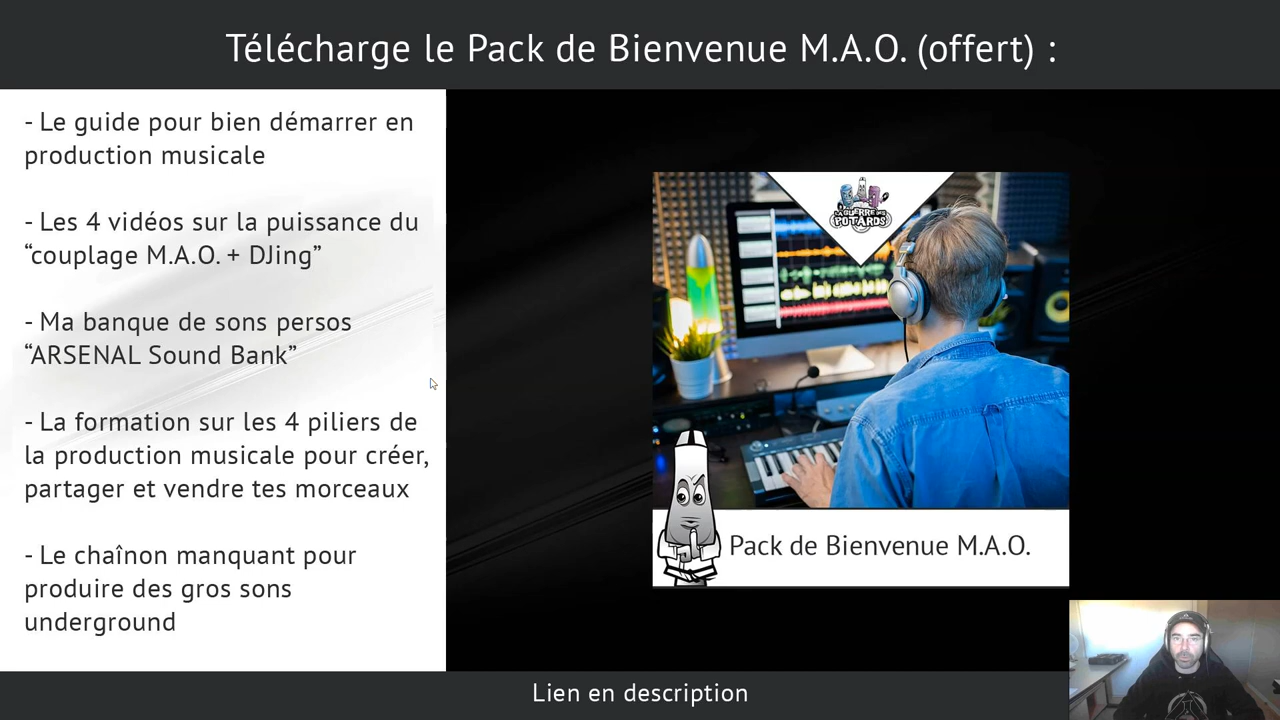 Télécharge le Pack de Bienvenue M.A.O. (offert) :
- Le guide pour bien démarrer en
production musicale
- Les 4 vidéos sur la puissance du
“couplage M.A.O. + DJing”
- Ma banque de sons persos
“ARSENAL Sound Bank”
- La formation sur les 4 piliers de
la production musicale pour créer,
partager et vendre tes morceaux
- Le chaînon manquant pour
produire des gros sons
underground
LA GUERRE DES
POTARDS
Pack de Bienvenue M.A.O.
Lien en description